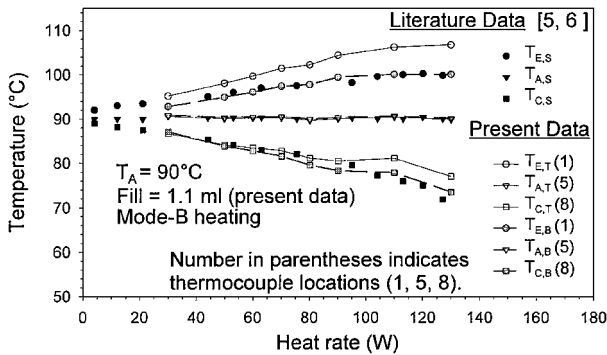 Literature Data [5, 6 ]
T_E,S
T_A,S
T_C,S
Present Data
T_E,T (1)
T_A,T (5)
T_C,T (8)
T_E,B (1)
T_A,B (5)
T_C,B (8)
Temperature (°C)
110
100
90
80
70
60
50
T_A = 90°C
Fill = 1.1 ml (present data)
Mode-B heating
Number in parentheses indicates
thermocouple locations (1, 5, 8).
0 20 40 60 80 100 120 140 160 180
Heat rate (W)